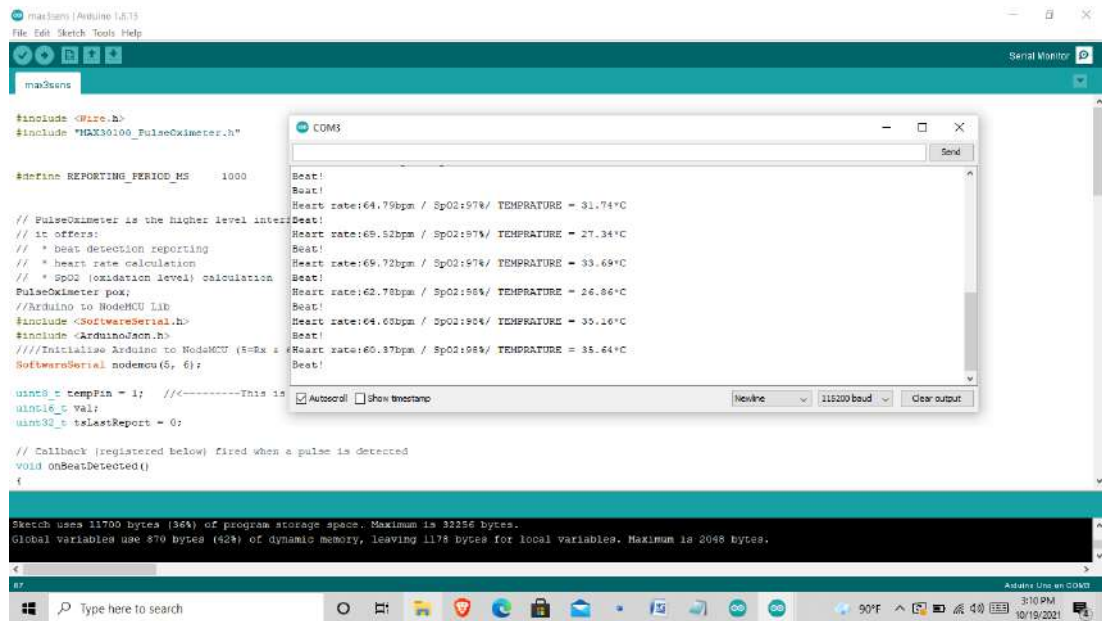 max3sens | Arduino 1.8.15
File Edit Sketch Tools Help
Serial Monitor
max3sens
#include <Wire.h>
#include "MAX30100_PulseOximeter.h"
#define REPORTING_PERIOD_MS 1000
// PulseOximeter is the higher level inter
// it offers:
// * beat detection reporting
// * heart rate calculation
// * SpO2 (oxidation level) calculation
PulseOximeter pox;
//Arduino to NodeMCU Lib
#include <SoftwareSerial.h>
#include <ArduinoJson.h>
////Initialise Arduino to NodeMCU (5=Rx &
SoftwareSerial nodemcu(5, 6);
uint8_t tempPin = 1; //<---------This is
uint16_t val;
uint32_t tsLastReport = 0;
// Callback (registered below) fired when a pulse is detected
void onBeatDetected()
{
COM3
Send
Beat!
Beat!
Heart rate:64.79bpm / SpO2:97%/ TEMPRATURE = 31.74*C
Beat!
Heart rate:69.52bpm / SpO2:97%/ TEMPRATURE = 27.34*C
Beat!
Heart rate:69.72bpm / SpO2:97%/ TEMPRATURE = 33.69*C
Beat!
Heart rate:62.78bpm / SpO2:98%/ TEMPRATURE = 26.86*C
Beat!
Heart rate:64.68bpm / SpO2:98%/ TEMPRATURE = 35.16*C
Beat!
Heart rate:60.37bpm / SpO2:98%/ TEMPRATURE = 35.64*C
Beat!
Autoscroll Show timestamp Newline 115200 baud Clear output
Sketch uses 11700 bytes (36%) of program storage space. Maximum is 32256 bytes.
Global variables use 870 bytes (42%) of dynamic memory, leaving 1178 bytes for local variables. Maximum is 2048 bytes.
87 Arduino Uno on COM3
Type here to search 90°F 3:10 PM
10/19/2021